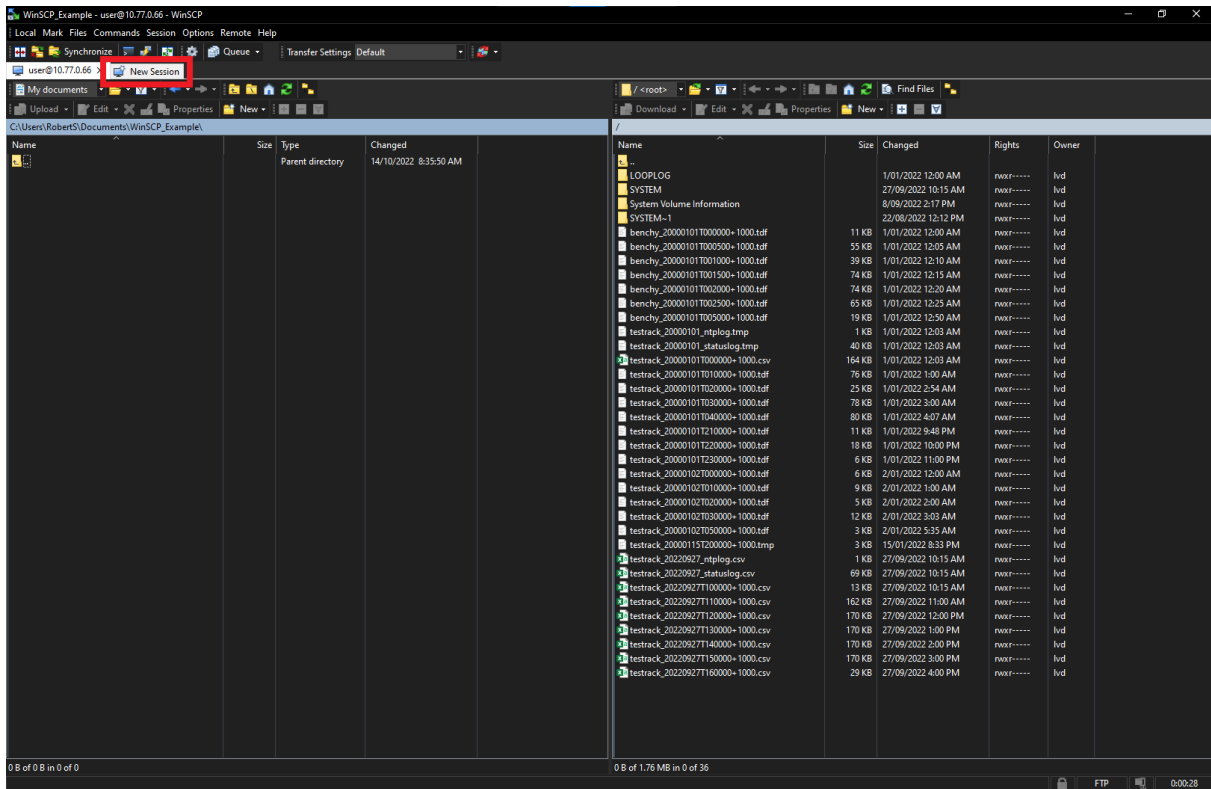 WinSCP_Example - user@10.77.0.66 - WinSCP
Local Mark Files Commands Session Options Remote Help
Synchronize Queue Transfer Settings Default
user@10.77.0.66 New Session
My documents / <root> Find Files
Upload Edit Properties New Download Edit Properties New
C:\Users\RobertS\Documents\WinSCP_Example\ /
Name Size Type Changed Name Size Changed Rights Owner
.. Parent directory 14/10/2022 8:35:50 AM ..
LOOPLOG 1/01/2022 12:00 AM rwxr----- lvd
SYSTEM 27/09/2022 10:15 AM rwxr----- lvd
System Volume Information 8/09/2022 2:17 PM rwxr----- lvd
SYSTEM~1 22/08/2022 12:12 PM rwxr----- lvd
benchy_20000101T000000+1000.tdf 11 KB 1/01/2022 12:00 AM rwxr----- lvd
benchy_20000101T000500+1000.tdf 55 KB 1/01/2022 12:05 AM rwxr----- lvd
benchy_20000101T001000+1000.tdf 39 KB 1/01/2022 12:10 AM rwxr----- lvd
benchy_20000101T001500+1000.tdf 74 KB 1/01/2022 12:15 AM rwxr----- lvd
benchy_20000101T002000+1000.tdf 74 KB 1/01/2022 12:20 AM rwxr----- lvd
benchy_20000101T002500+1000.tdf 65 KB 1/01/2022 12:25 AM rwxr----- lvd
benchy_20000101T005000+1000.tdf 19 KB 1/01/2022 12:50 AM rwxr----- lvd
testrack_20000101_ntplog.tmp 1 KB 1/01/2022 12:03 AM rwxr----- lvd
testrack_20000101_statuslog.tmp 40 KB 1/01/2022 12:03 AM rwxr----- lvd
testrack_20000101T000000+1000.csv 164 KB 1/01/2022 12:03 AM rwxr----- lvd
testrack_20000101T010000+1000.tdf 76 KB 1/01/2022 1:00 AM rwxr----- lvd
testrack_20000101T020000+1000.tdf 25 KB 1/01/2022 2:54 AM rwxr----- lvd
testrack_20000101T030000+1000.tdf 78 KB 1/01/2022 3:00 AM rwxr----- lvd
testrack_20000101T040000+1000.tdf 80 KB 1/01/2022 4:07 AM rwxr----- lvd
testrack_20000101T210000+1000.tdf 11 KB 1/01/2022 9:48 PM rwxr----- lvd
testrack_20000101T220000+1000.tdf 18 KB 1/01/2022 10:00 PM rwxr----- lvd
testrack_20000101T230000+1000.tdf 6 KB 1/01/2022 11:00 PM rwxr----- lvd
testrack_20000102T000000+1000.tdf 6 KB 2/01/2022 12:00 AM rwxr----- lvd
testrack_20000102T010000+1000.tdf 9 KB 2/01/2022 1:00 AM rwxr----- lvd
testrack_20000102T020000+1000.tdf 5 KB 2/01/2022 2:00 AM rwxr----- lvd
testrack_20000102T030000+1000.tdf 12 KB 2/01/2022 3:03 AM rwxr----- lvd
testrack_20000102T050000+1000.tdf 3 KB 2/01/2022 5:35 AM rwxr----- lvd
testrack_20000115T200000+1000.tmp 3 KB 15/01/2022 8:33 PM rwxr----- lvd
testrack_20220927_ntplog.csv 1 KB 27/09/2022 10:15 AM rwxr----- lvd
testrack_20220927_statuslog.csv 69 KB 27/09/2022 10:15 AM rwxr----- lvd
testrack_20220927T100000+1000.csv 13 KB 27/09/2022 10:15 AM rwxr----- lvd
testrack_20220927T110000+1000.csv 162 KB 27/09/2022 11:00 AM rwxr----- lvd
testrack_20220927T120000+1000.csv 170 KB 27/09/2022 12:00 PM rwxr----- lvd
testrack_20220927T130000+1000.csv 170 KB 27/09/2022 1:00 PM rwxr----- lvd
testrack_20220927T140000+1000.csv 170 KB 27/09/2022 2:00 PM rwxr----- lvd
testrack_20220927T150000+1000.csv 170 KB 27/09/2022 3:00 PM rwxr----- lvd
testrack_20220927T160000+1000.csv 29 KB 27/09/2022 4:00 PM rwxr----- lvd
0 B of 0 B in 0 of 0 0 B of 1.76 MB in 0 of 36
FTP 0:00:28